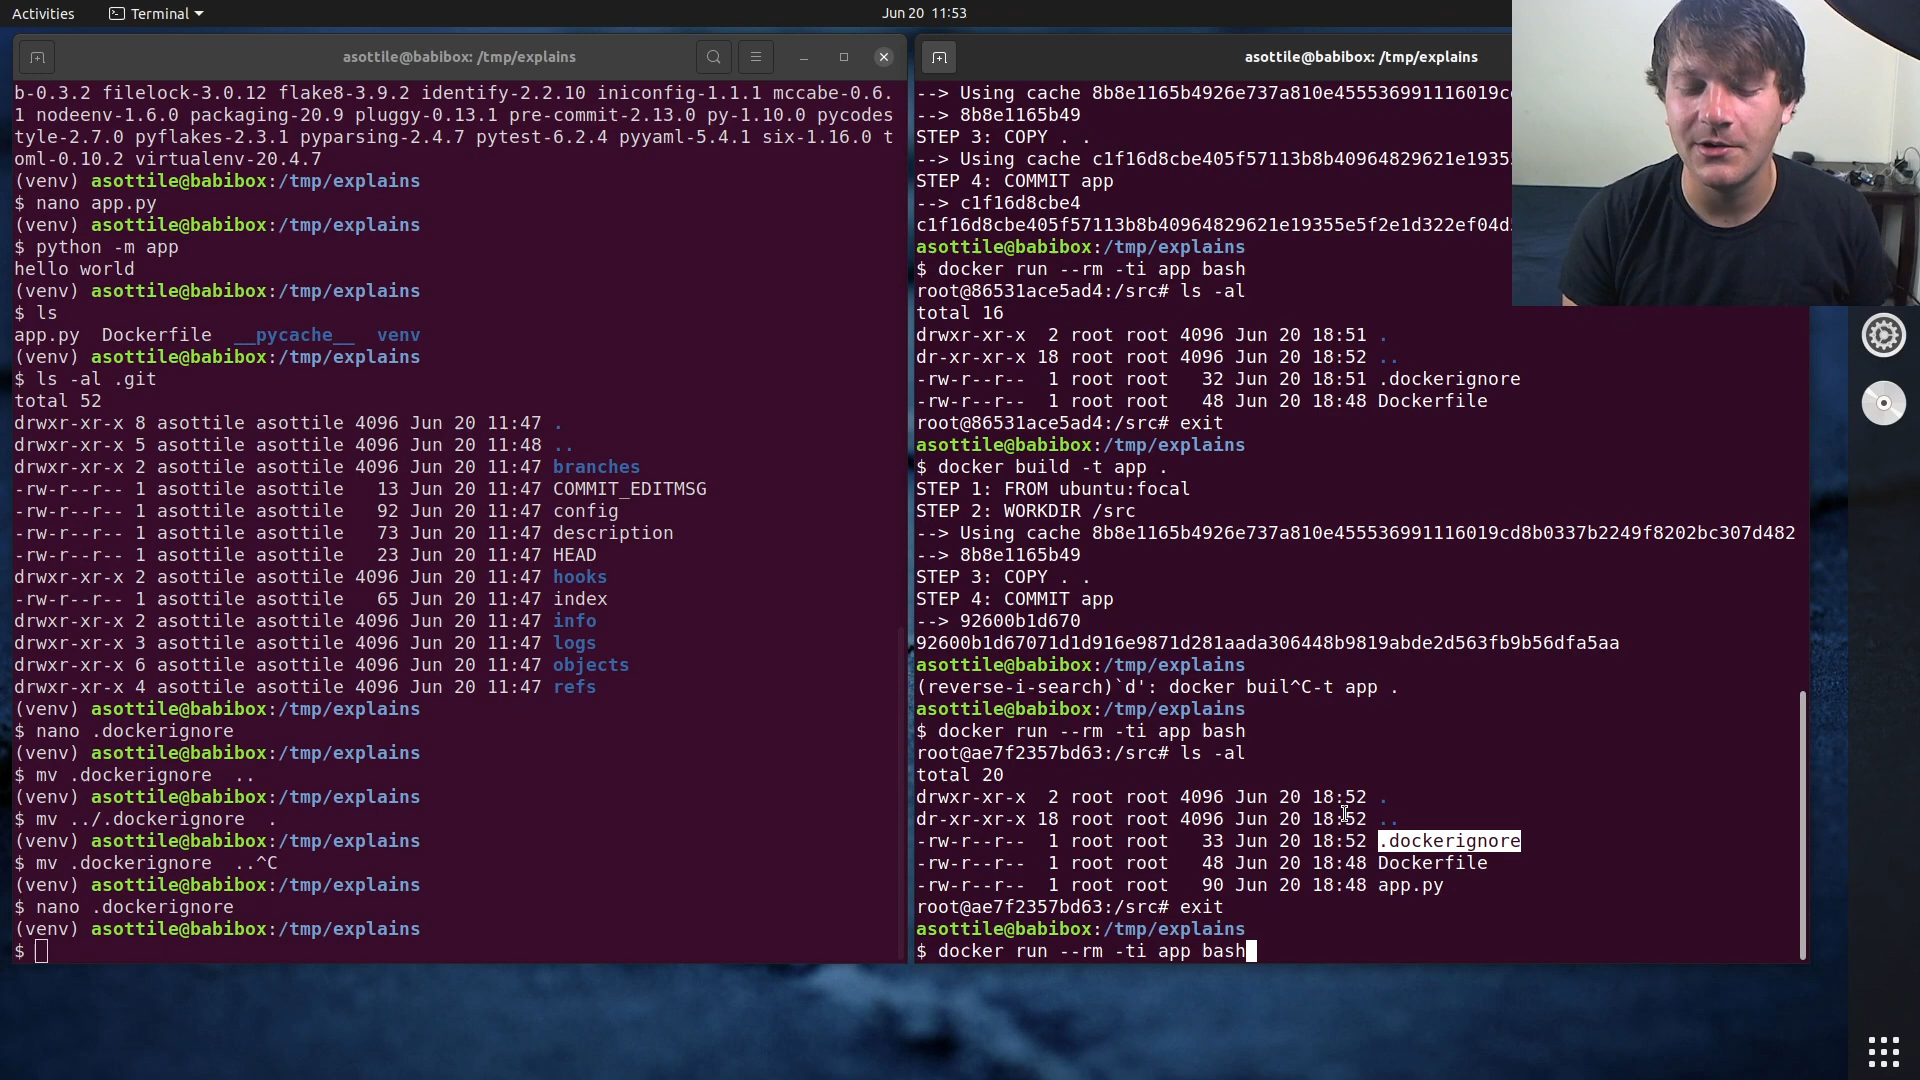 Activities
Terminal
Jun 20 11:53
asottile@babibox: /tmp/explains
b-0.3.2 filelock-3.0.12 flake8-3.9.2 identify-2.2.10 iniconfig-1.1.1 mccabe-0.6.
1 nodeenv-1.6.0 packaging-20.9 pluggy-0.13.1 pre-commit-2.13.0 py-1.10.0 pycodes
tyle-2.7.0 pyflakes-2.3.1 pyparsing-2.4.7 pytest-6.2.4 pyyaml-5.4.1 six-1.16.0 t
oml-0.10.2 virtualenv-20.4.7
(venv) asottile@babibox:/tmp/explains
$ nano app.py
(venv) asottile@babibox:/tmp/explains
$ python -m app
hello world
(venv) asottile@babibox:/tmp/explains
$ ls
app.py  Dockerfile  __pycache__  venv
(venv) asottile@babibox:/tmp/explains
$ ls -al .git
total 52
drwxr-xr-x 8 asottile asottile 4096 Jun 20 11:47 .
drwxr-xr-x 5 asottile asottile 4096 Jun 20 11:48 ..
drwxr-xr-x 2 asottile asottile 4096 Jun 20 11:47 branches
-rw-r--r-- 1 asottile asottile   13 Jun 20 11:47 COMMIT_EDITMSG
-rw-r--r-- 1 asottile asottile   92 Jun 20 11:47 config
-rw-r--r-- 1 asottile asottile   73 Jun 20 11:47 description
-rw-r--r-- 1 asottile asottile   23 Jun 20 11:47 HEAD
drwxr-xr-x 2 asottile asottile 4096 Jun 20 11:47 hooks
-rw-r--r-- 1 asottile asottile   65 Jun 20 11:47 index
drwxr-xr-x 2 asottile asottile 4096 Jun 20 11:47 info
drwxr-xr-x 3 asottile asottile 4096 Jun 20 11:47 logs
drwxr-xr-x 6 asottile asottile 4096 Jun 20 11:47 objects
drwxr-xr-x 4 asottile asottile 4096 Jun 20 11:47 refs
(venv) asottile@babibox:/tmp/explains
$ nano .dockerignore
(venv) asottile@babibox:/tmp/explains
$ mv .dockerignore  ..
(venv) asottile@babibox:/tmp/explains
$ mv ../.dockerignore  .
(venv) asottile@babibox:/tmp/explains
$ mv .dockerignore  ..^C
(venv) asottile@babibox:/tmp/explains
$ nano .dockerignore
(venv) asottile@babibox:/tmp/explains
$
asottile@babibox: /tmp/explains
--> Using cache 8b8e1165b4926e737a810e455536991116019c
--> 8b8e1165b49
STEP 3: COPY . .
--> Using cache c1f16d8cbe405f57113b8b40964829621e1935
STEP 4: COMMIT app
--> c1f16d8cbe4
c1f16d8cbe405f57113b8b40964829621e19355e5f2e1d322ef04d
asottile@babibox:/tmp/explains
$ docker run --rm -ti app bash
root@86531ace5ad4:/src# ls -al
total 16
drwxr-xr-x  2 root root 4096 Jun 20 18:51 .
dr-xr-xr-x 18 root root 4096 Jun 20 18:52 ..
-rw-r--r--  1 root root   32 Jun 20 18:51 .dockerignore
-rw-r--r--  1 root root   48 Jun 20 18:48 Dockerfile
root@86531ace5ad4:/src# exit
asottile@babibox:/tmp/explains
$ docker build -t app .
STEP 1: FROM ubuntu:focal
STEP 2: WORKDIR /src
--> Using cache 8b8e1165b4926e737a810e455536991116019cd8b0337b2249f8202bc307d482
--> 8b8e1165b49
STEP 3: COPY . .
STEP 4: COMMIT app
--> 92600b1d670
92600b1d67071d1d916e9871d281aada306448b9819abde2d563fb9b56dfa5aa
asottile@babibox:/tmp/explains
(reverse-i-search)`d': docker buil^C-t app .
asottile@babibox:/tmp/explains
$ docker run --rm -ti app bash
root@ae7f2357bd63:/src# ls -al
total 20
drwxr-xr-x  2 root root 4096 Jun 20 18:52 .
dr-xr-xr-x 18 root root 4096 Jun 20 18:52 ..
-rw-r--r--  1 root root   33 Jun 20 18:52 .dockerignore
-rw-r--r--  1 root root   48 Jun 20 18:48 Dockerfile
-rw-r--r--  1 root root   90 Jun 20 18:48 app.py
root@ae7f2357bd63:/src# exit
asottile@babibox:/tmp/explains
$ docker run --rm -ti app bash